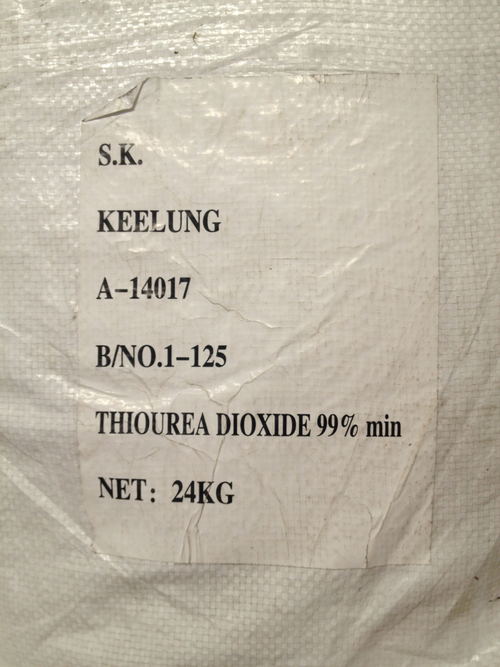 S.K.
KEELUNG
A-14017
B/NO.1-125
THIOUREA DIOXIDE 99% min
NET: 24KG